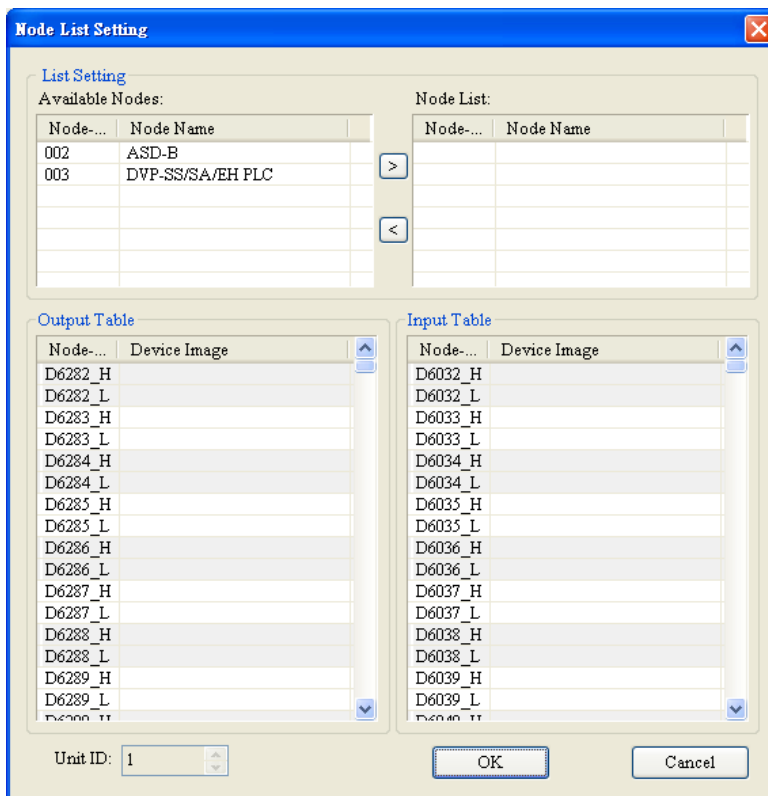 Node List Setting
List Setting
Available Nodes:
Node-... Node Name
002 ASD-B
003 DVP-SS/SA/EH PLC
>
<
Node List:
Node-... Node Name
Output Table
Node-... Device Image
D6282_H
D6282_L
D6283_H
D6283_L
D6284_H
D6284_L
D6285_H
D6285_L
D6286_H
D6286_L
D6287_H
D6287_L
D6288_H
D6288_L
D6289_H
D6289_L
Input Table
Node-... Device Image
D6032_H
D6032_L
D6033_H
D6033_L
D6034_H
D6034_L
D6035_H
D6035_L
D6036_H
D6036_L
D6037_H
D6037_L
D6038_H
D6038_L
D6039_H
D6039_L
Unit ID: 1
OK
Cancel